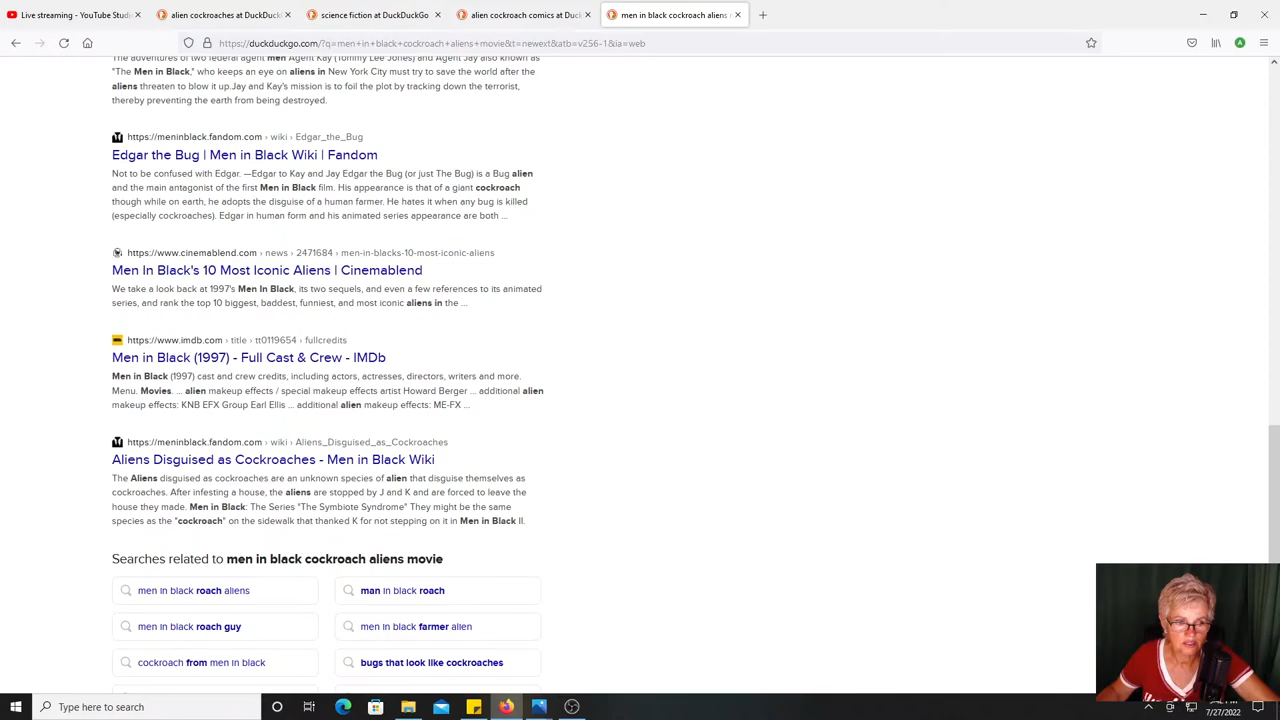 Live streaming - YouTube Studi
alien cockroaches at DuckDuc
science fiction at DuckDuckGo
alien cockroach comics at Duc
men in black cockroach aliens
https://duckduckgo.com/?q=men+in+black+cockroach+aliens+movie&t=newext&atb=v256-1&ia=web
The adventures of two federal agent men Agent Kay (Tommy Lee Jones) and Agent Jay also known as
"The Men in Black," who keeps an eye on aliens in New York City must try to save the world after the
aliens threaten to blow it up.Jay and Kay's mission is to foil the plot by tracking down the terrorist,
thereby preventing the earth from being destroyed.
https://meninblack.fandom.com › wiki › Edgar_the_Bug
Edgar the Bug | Men in Black Wiki | Fandom
Not to be confused with Edgar. —Edgar to Kay and Jay Edgar the Bug (or just The Bug) is a Bug alien
and the main antagonist of the first Men in Black film. His appearance is that of a giant cockroach
though while on earth, he adopts the disguise of a human farmer. He hates it when any bug is killed
(especially cockroaches). Edgar in human form and his animated series appearance are both ...
https://www.cinemablend.com › news › 2471684 › men-in-blacks-10-most-iconic-aliens
Men In Black's 10 Most Iconic Aliens | Cinemablend
We take a look back at 1997's Men In Black, its two sequels, and even a few references to its animated
series, and rank the top 10 biggest, baddest, funniest, and most iconic aliens in the ...
https://www.imdb.com › title › tt0119654 › fullcredits
Men in Black (1997) - Full Cast & Crew - IMDb
Men in Black (1997) cast and crew credits, including actors, actresses, directors, writers and more.
Menu. Movies. ... alien makeup effects / special makeup effects artist Howard Berger ... additional alien
makeup effects: KNB EFX Group Earl Ellis ... additional alien makeup effects: ME-FX ...
https://meninblack.fandom.com › wiki › Aliens_Disguised_as_Cockroaches
Aliens Disguised as Cockroaches - Men in Black Wiki
The Aliens disguised as cockroaches are an unknown species of alien that disguise themselves as
cockroaches. After infesting a house, the aliens are stopped by J and K and are forced to leave the
house they made. Men in Black: The Series "The Symbiote Syndrome" They might be the same
species as the "cockroach" on the sidewalk that thanked K for not stepping on it in Men in Black II.
Searches related to men in black cockroach aliens movie
men in black roach aliens
man in black roach
men in black roach guy
men in black farmer alien
cockroach from men in black
bugs that look like cockroaches
Type here to search
7/27/2022